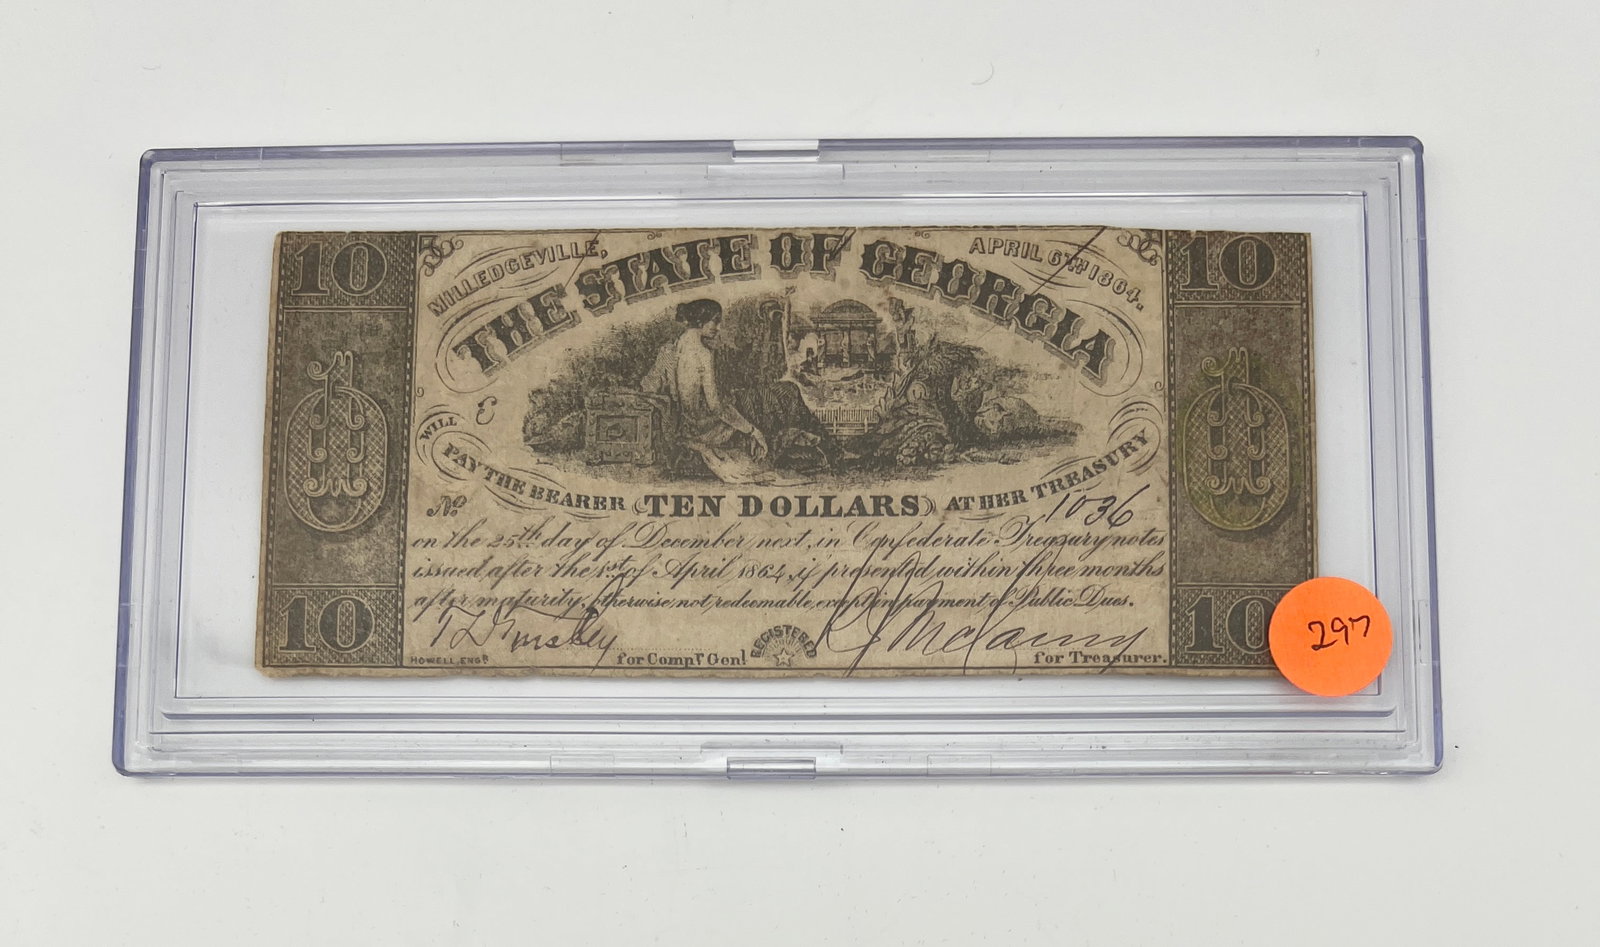 10 MILLEDGEVILLE, APRIL 6TH 1864. 10
THE STATE OF GEORGIA
E
WILL
PAY THE BEARER TEN DOLLARS AT HER TREASURY
No 1036
on the 25th day of December next, in Confederate Treasury notes
issued after the 1st of April 1864, if presented within three months
after maturity, otherwise, not redeemable, except in payment of Public Dues.
10 10
REGISTERED
HOWELL, ENGR. for Compr Genl for Treasurer.
297